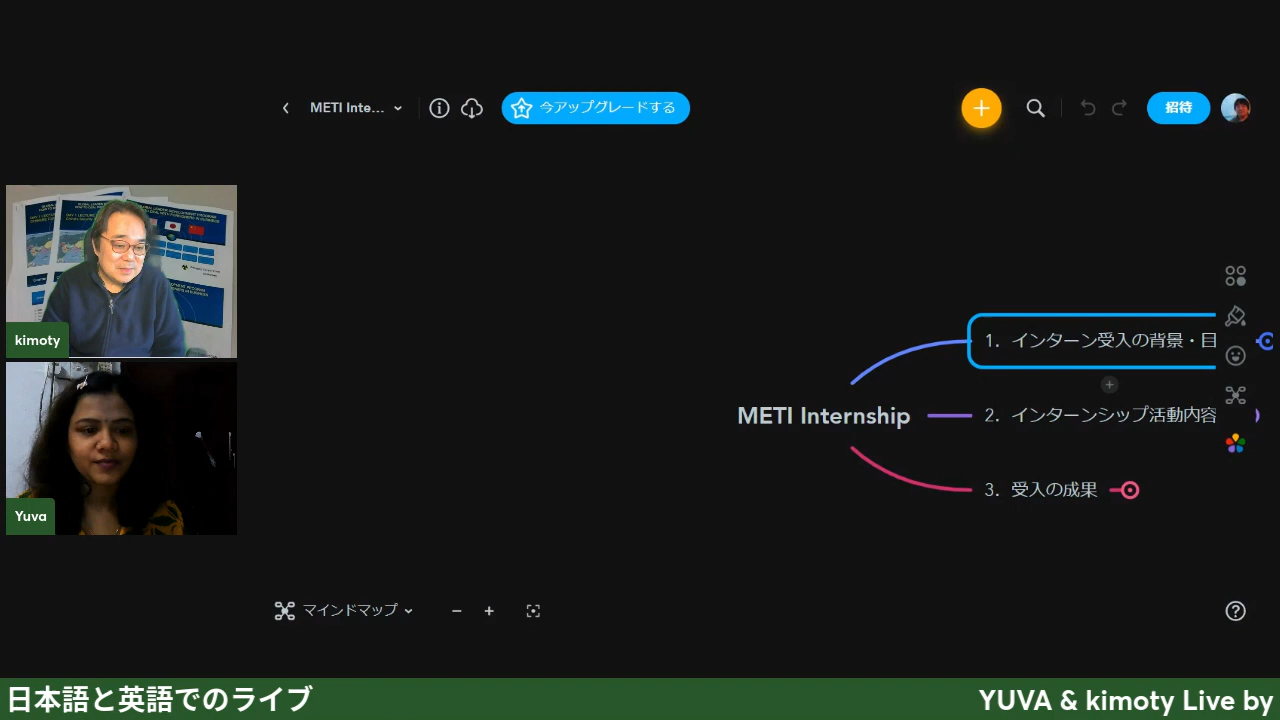 METI Inte...
今アップグレードする
招待
kimoty
Yuva
METI Internship
1. インターン受入の背景・目
2. インターンシップ活動内容
3. 受入の成果
マインドマップ
日本語と英語でのライブ
YUVA & kimoty Live by